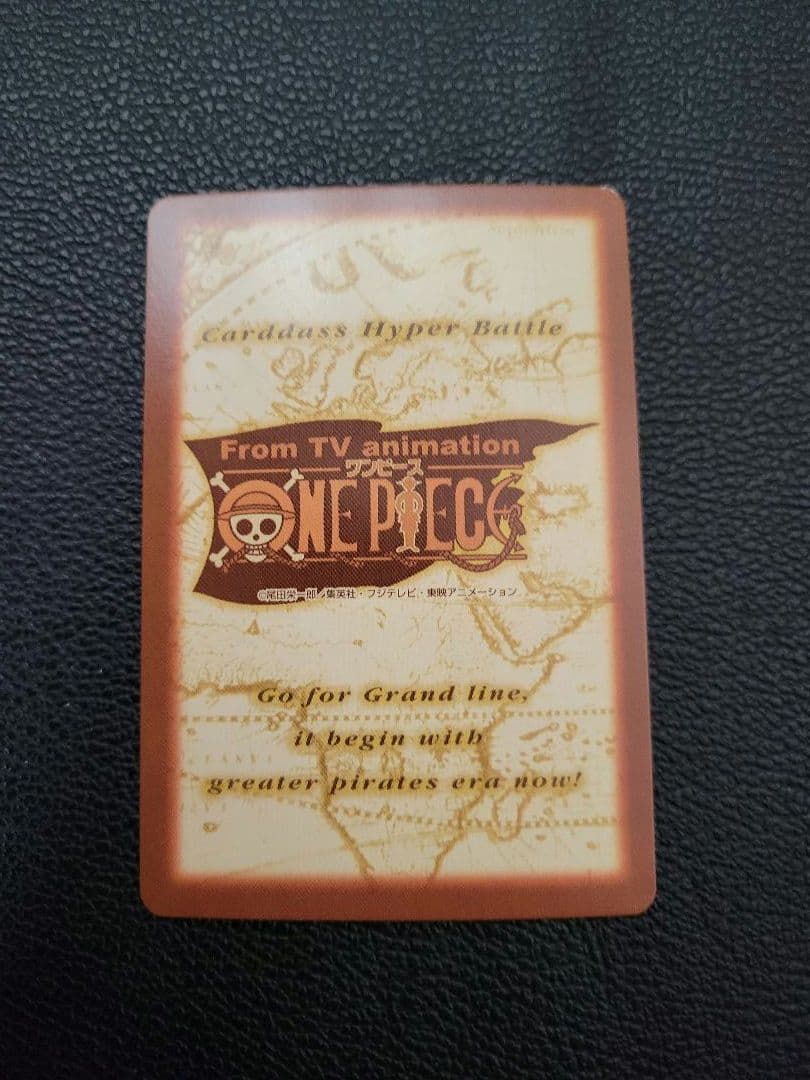 Carddass Hyper Battle
From TV animation
ワンピース
ONE PIECE
©尾田栄一郎／集英社・フジテレビ・東映アニメーション
Go for Grand line,
it begin with
greater pirates era now!